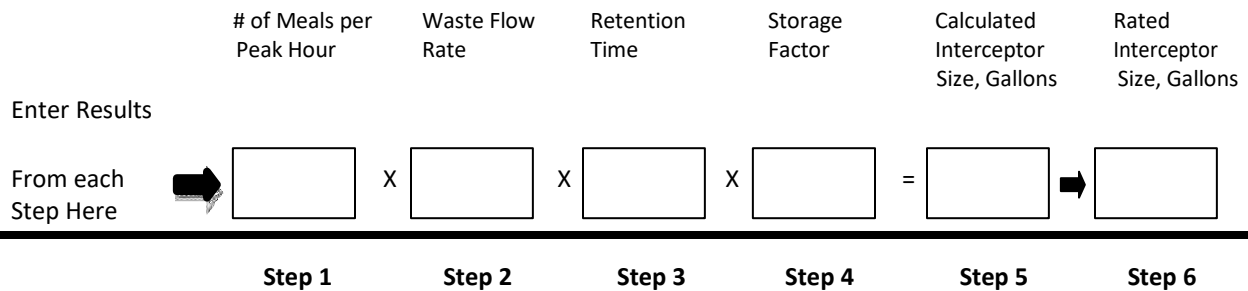 # of Meals per Waste Flow Retention Storage Calculated Rated
Peak Hour Rate Time Factor Interceptor Interceptor
Size, Gallons Size, Gallons
Enter Results
From each X X X =
Step Here
Step 1 Step 2 Step 3 Step 4 Step 5 Step 6